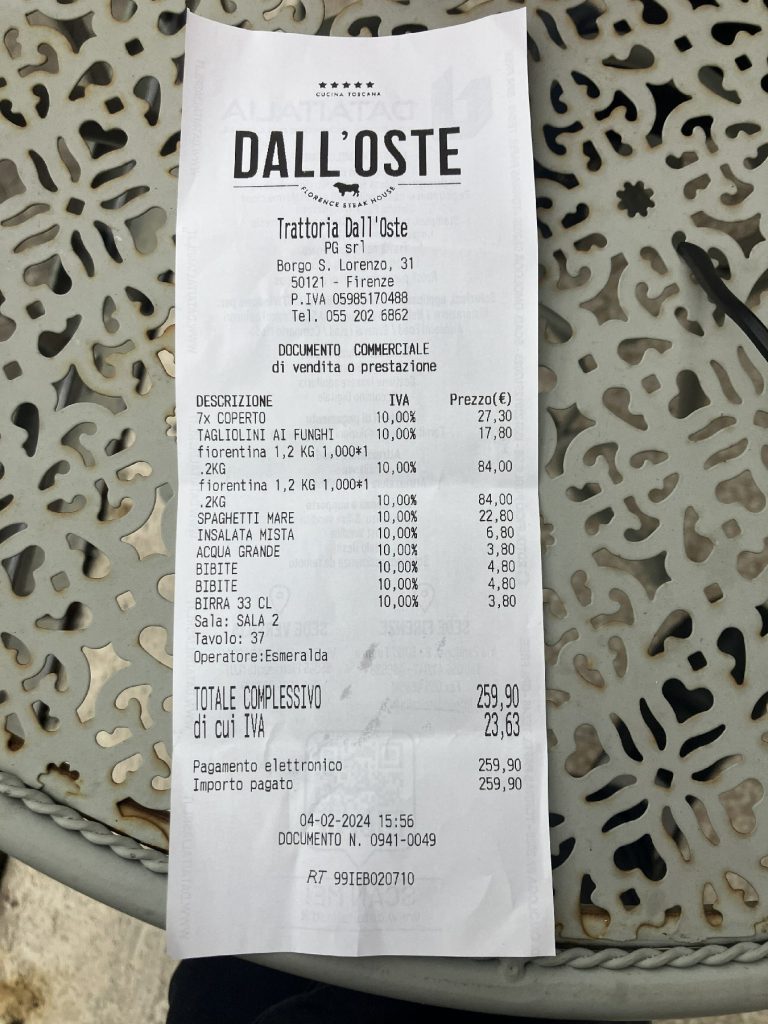 CUCINA TOSCANA
DALL'OSTE
FLORENCE STEAK HOUSE
Trattoria Dall'Oste
PG srl
Borgo S. Lorenzo, 31
50121 - Firenze
P.IVA 05985170488
Tel. 055 202 6862
DOCUMENTO COMMERCIALE
di vendita o prestazione
DESCRIZIONE IVA Prezzo(€)
7x COPERTO 10,00% 27,30
TAGLIOLINI AI FUNGHI 10,00% 17,80
fiorentina 1,2 KG 1,000*1
.2KG 10,00% 84,00
fiorentina 1,2 KG 1,000*1
.2KG 10,00% 84,00
SPAGHETTI MARE 10,00% 22,80
INSALATA MISTA 10,00% 6,80
ACQUA GRANDE 10,00% 3,80
BIBITE 10,00% 4,80
BIBITE 10,00% 4,80
BIRRA 33 CL 10,00% 3,80
Sala: SALA 2
Tavolo: 37
Operatore:Esmeralda
TOTALE COMPLESSIVO 259,90
di cui IVA 23,63
Pagamento elettronico 259,90
Importo pagato 259,90
04-02-2024 15:56
DOCUMENTO N. 0941-0049
RT 99IEB020710